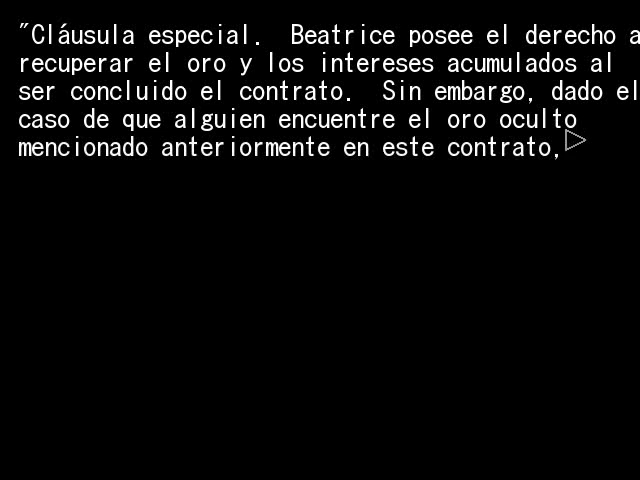 "Cláusula especial.  Beatrice posee el derecho a
recuperar el oro y los intereses acumulados al
ser concluido el contrato.  Sin embargo, dado el
caso de que alguien encuentre el oro oculto
mencionado anteriormente en este contrato,